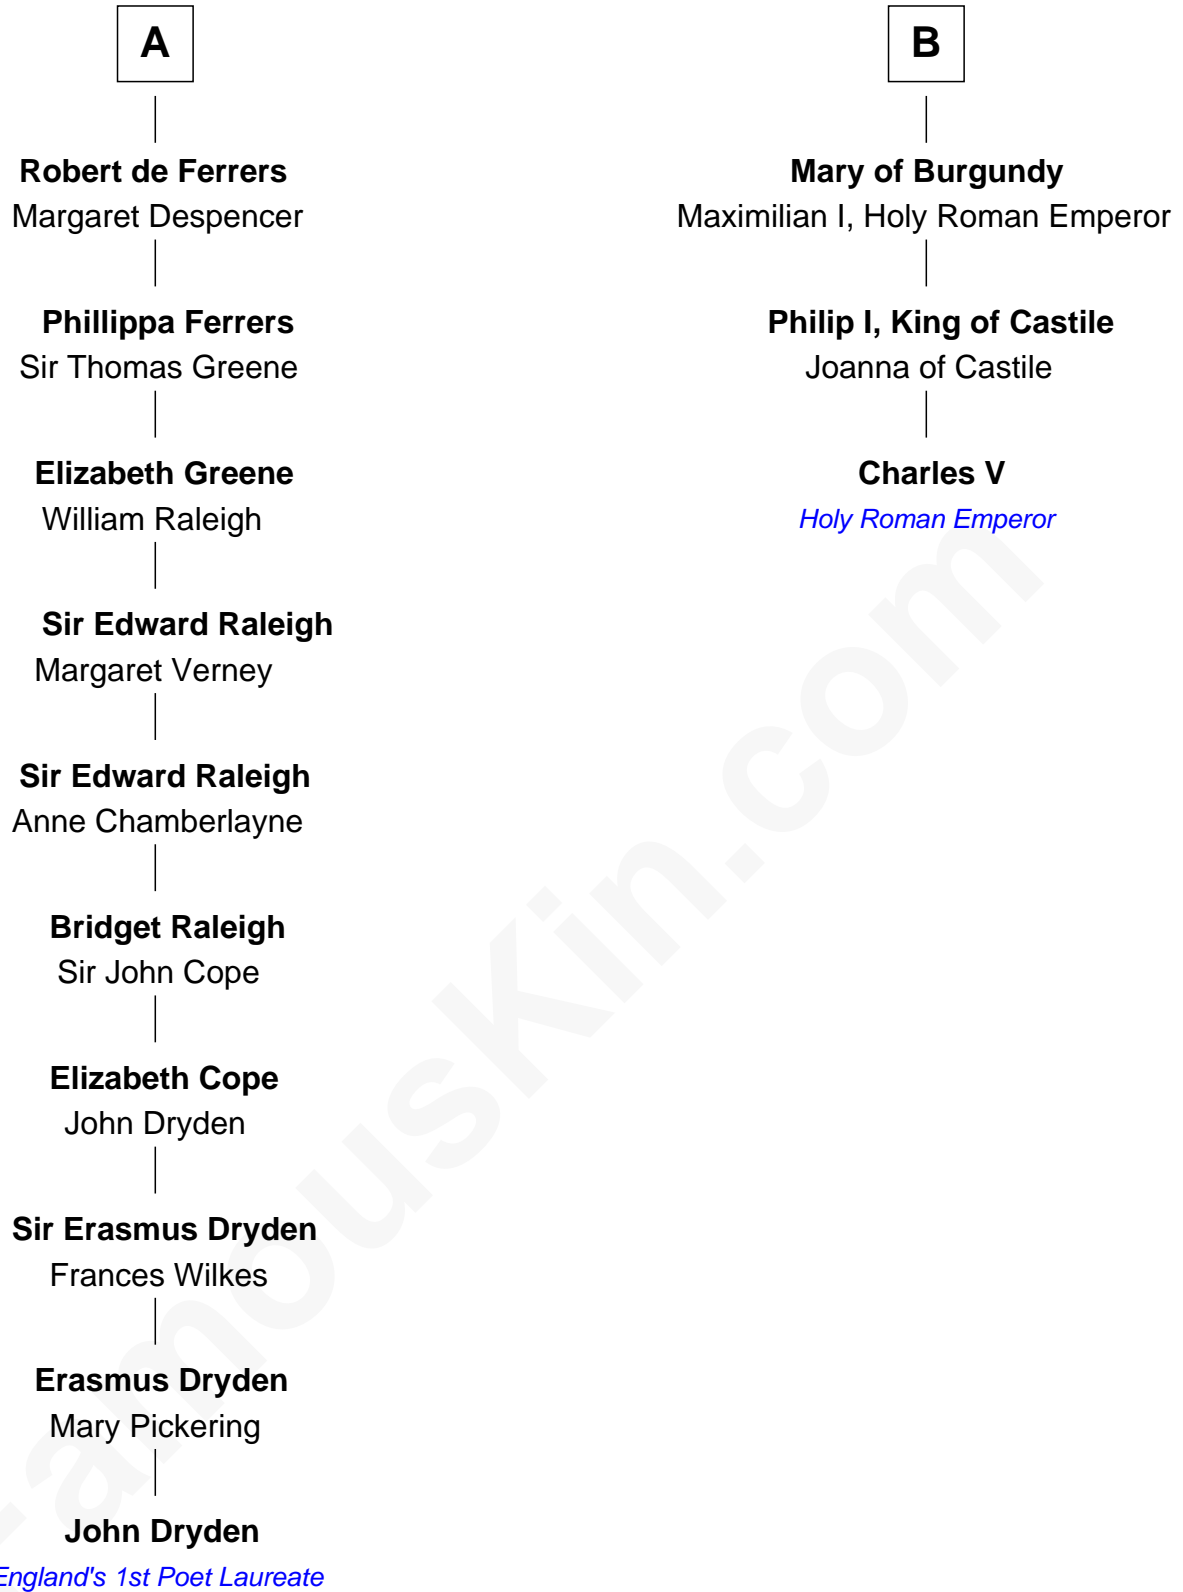 A
Robert de Ferrers
Margaret Despencer
Phillippa Ferrers
Sir Thomas Greene
Elizabeth Greene
William Raleigh
Sir Edward Raleigh
Margaret Verney
Sir Edward Raleigh
Anne Chamberlayne
Bridget Raleigh
Sir John Cope
Elizabeth Cope
John Dryden
Sir Erasmus Dryden
Frances Wilkes
Erasmus Dryden
Mary Pickering
John Dryden
England's 1st Poet Laureate
B
Mary of Burgundy
Maximilian I, Holy Roman Emperor
Philip I, King of Castile
Joanna of Castile
Charles V
Holy Roman Emperor
FamousKin.com